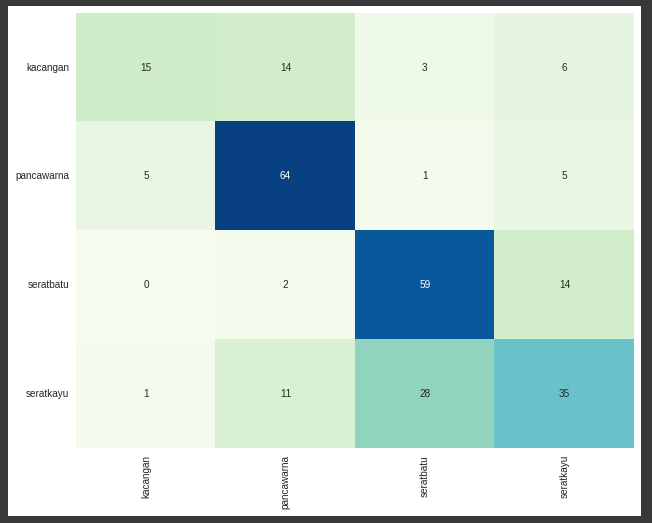 kacangan 15 14 3 6
pancawarna 5 64 1 5
seratbatu 0 2 59 14
seratkayu 1 11 28 35
kacangan pancawarna seratbatu seratkayu